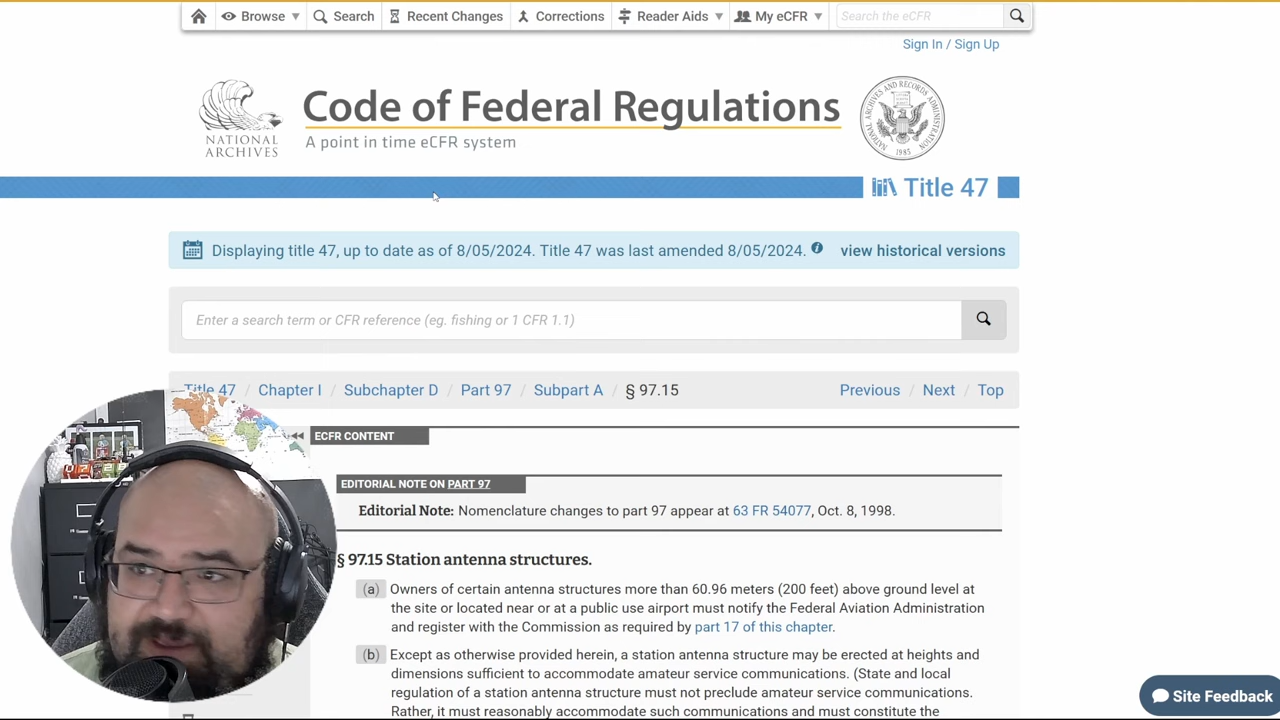 Browse
Search
Recent Changes
Corrections
Reader Aids
My eCFR
Search the eCFR
Sign In / Sign Up
NATIONAL
ARCHIVES
Code of Federal Regulations
A point in time eCFR system
NATIONAL ARCHIVES AND RECORDS ADMINISTRATION
1985
Title 47
Displaying title 47, up to date as of 8/05/2024. Title 47 was last amended 8/05/2024.
view historical versions
Enter a search term or CFR reference (eg. fishing or 1 CFR 1.1)
Title 47 / Chapter I / Subchapter D / Part 97 / Subpart A / § 97.15
Previous / Next / Top
ECFR CONTENT
EDITORIAL NOTE ON PART 97
Editorial Note: Nomenclature changes to part 97 appear at 63 FR 54077, Oct. 8, 1998.
§ 97.15 Station antenna structures.
(a) Owners of certain antenna structures more than 60.96 meters (200 feet) above ground level at
the site or located near or at a public use airport must notify the Federal Aviation Administration
and register with the Commission as required by part 17 of this chapter.
(b) Except as otherwise provided herein, a station antenna structure may be erected at heights and
dimensions sufficient to accommodate amateur service communications. (State and local
regulation of a station antenna structure must not preclude amateur service communications.
Rather, it must reasonably accommodate such communications and must constitute the
Site Feedback